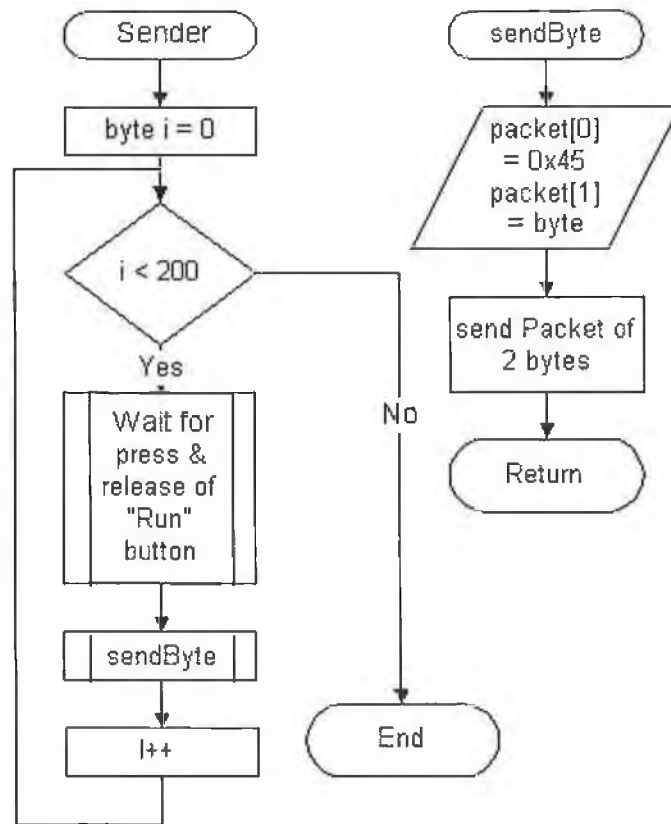 Sender
byte i = 0
i < 200
Yes
Wait for
press &
release of
"Run"
button
sendByte
I++
No
End
sendByte
packet[0]
= 0x45
packet[1]
= byte
send Packet of
2 bytes
Return